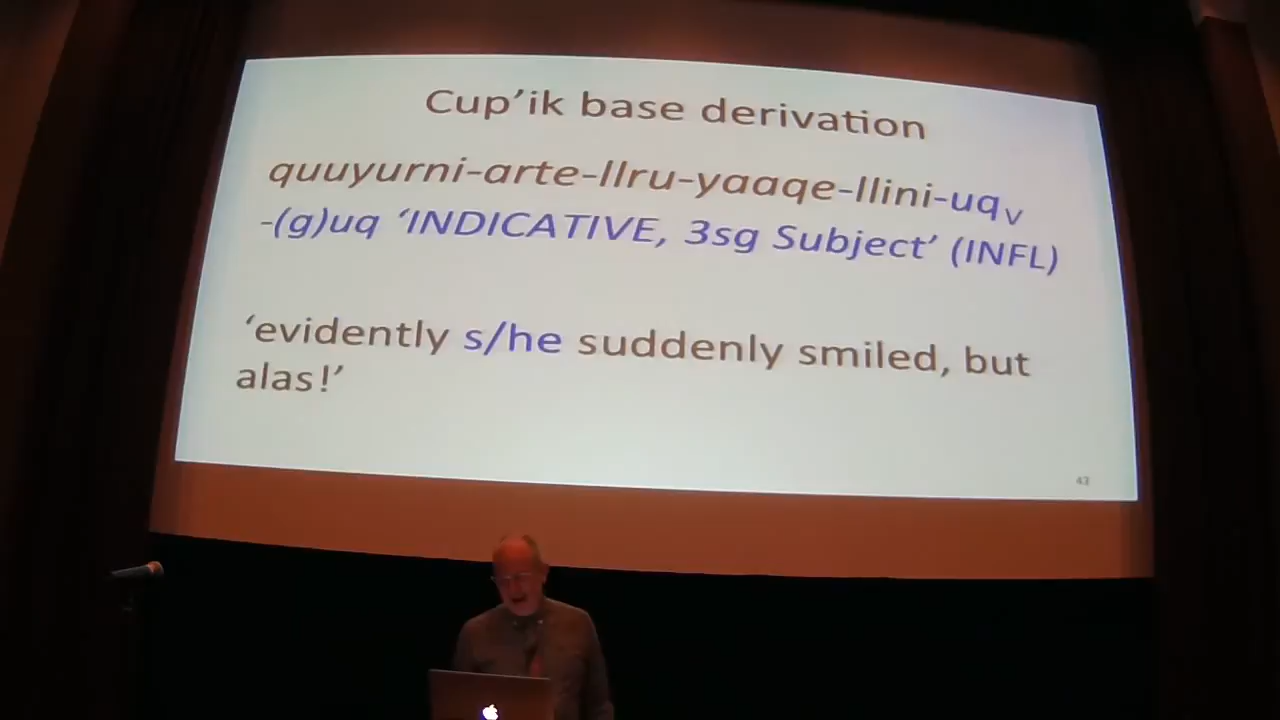 Cup’ik base derivation
quuyurni-arte-llru-yaaqe-llini-uqᵥ
-(g)uq ‘INDICATIVE, 3sg Subject’ (INFL)
‘evidently s/he suddenly smiled, but
alas!’
43